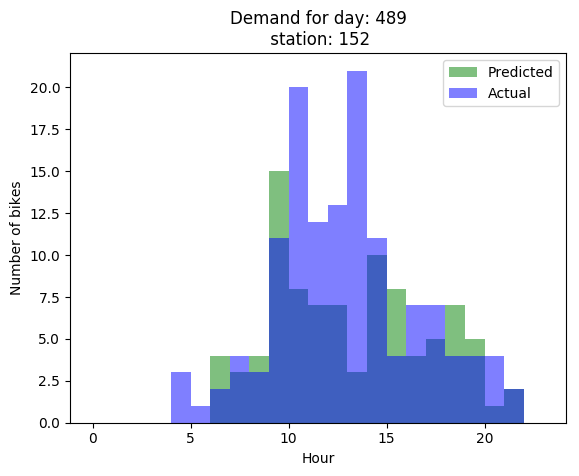 Demand for day: 489
station: 152
Predicted
Actual
Number of bikes
20.0
17.5
15.0
12.5
10.0
7.5
5.0
2.5
0.0
0 5 10 15 20
Hour